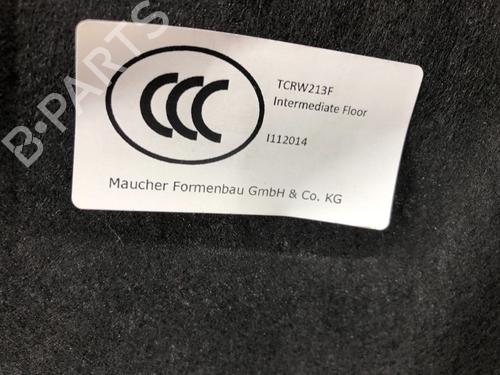 B-PARTS
CCC
TCRW213F
Intermediate Floor
I112014
Maucher Formenbau GmbH & Co. KG